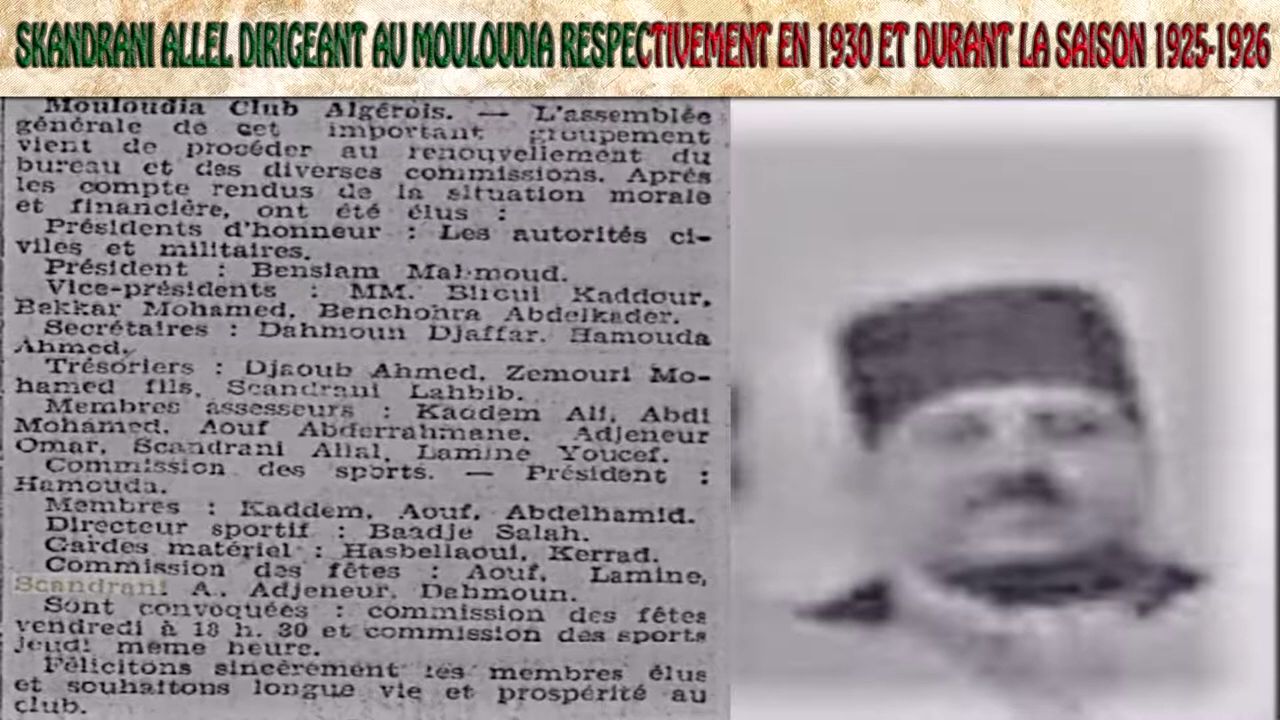 SKANDRANI ALLEL DIRIGEANT AU MOULOUDIA RESPECTIVEMENT EN 1930 ET DURANT LA SAISON 1925-1926
Mouloudia Club Algérois. — L'assemblée
générale de cet important groupement
vient de procéder au renouvellement du
bureau et des diverses commissions. Après
les compte rendus de la situation morale
et financière, ont été élus :
Présidents d'honneur : Les autorités ci-
viles et militaires.
Président : Benslam Mahmoud.
Vice-présidents : MM. Kaddour,
Bekkar Mohamed, Benchohra Abdelkader.
Secrétaires : Dahmoun Djaffar, Hamouda
Ahmed.
Trésoriers : Djaoub Ahmed, Zemouri Mo-
hamed fils, Scandrani Lahbib.
Membres assesseurs : Kaddem Ali, Abdi
Mohamed, Aouf Abderrahmane, Adjeneur
Omar, Scandrani Allal, Lamine Youcef.
Commission des sports. — Président :
Hamouda.
Membres : Kaddem, Aouf, Abdelhamid.
Directeur sportif : Baadje Salah.
Gardes matériel : Hasbellaoui, Kerrad.
Commission des fêtes : Aouf, Lamine,
Scandrani A., Adjeneur, Dehmoun.
Sont convoquées : commission des fêtes
vendredi à 18 h. 30 et commission des sports
jeudi même heure.
Félicitons sincèrement les membres élus
et souhaitons longue vie et prospérité au
club.